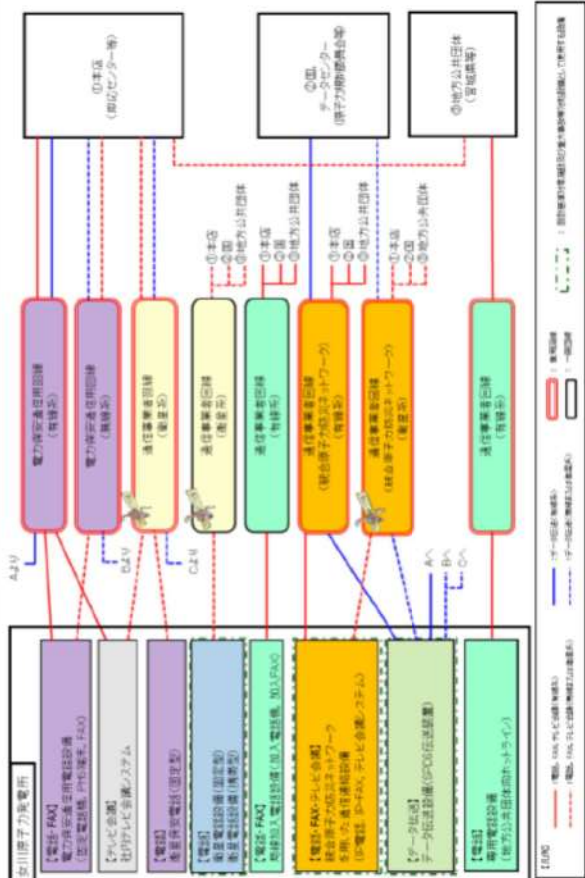 女川原子力発電所
【電話・FAX】
電力保安通信用電話設備
(固定電話機、PHS端末、FAX)
【テレビ会議】
社内テレビ会議システム
【電話】
衛星保安電話(固定型)
【電話】
衛星電話設備(固定型)
衛星電話設備(携帯型)
【電話・FAX】
局線加入電話設備(加入電話機、加入FAX)
【電話・FAX・テレビ会議】
統合原子力防災ネットワーク
を用いた通信連絡設備
(IP電話、IP-FAX、テレビ会議システム)
【データ伝送】
データ伝送設備(SPDS伝送装置)
【電話】
専用電話設備
(地方公共団体向ホットライン)
Aより
Bより
Cより
Aへ
Bへ
Cへ
電力保安通信用回線
(有線系)
電力保安通信用回線
(無線系)
通信事業者回線
(衛星系)
通信事業者回線
(衛星系)
通信事業者回線
(有線系)
通信事業者回線
(統合原子力防災ネットワーク)
(有線系)
通信事業者回線
(統合原子力防災ネットワーク)
(衛星系)
通信事業者回線
(有線系)
①本店
②国
③地方公共団体
①本店
②国
③地方公共団体
①本店
②国
③地方公共団体
①本店
②国
③地方公共団体
①本店
(即応センター等)
②国、
データセンター
(原子力規制委員会等)
③地方公共団体
(宮城県等)
【凡例】
:電話、FAX、テレビ会議(有線系)
:電話、FAX、テレビ会議(無線系又は衛星系)
:データ伝送(有線系)
:データ伝送(無線系又は衛星系)
:専用回線
:一般回線